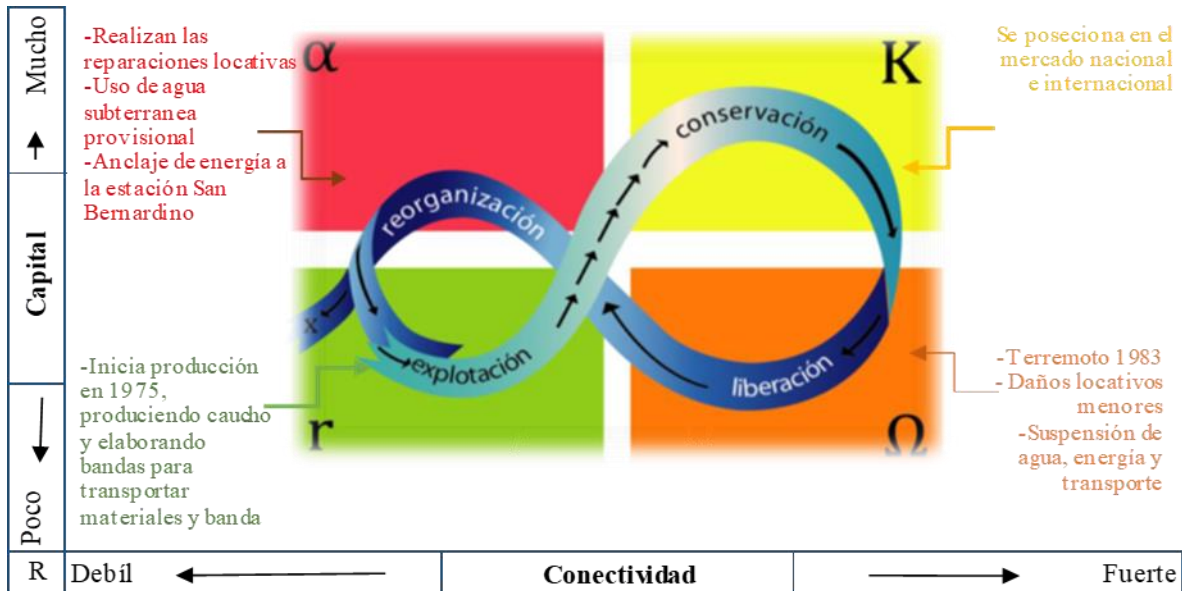 Mucho
Capital
Poco
-Realizan las
reparaciones locativas
-Uso de agua
subterranea
provisional
-Anclaje de energía a
la estación San
Bernardino
α
K
Se poseciona en el
mercado nacional
e internacional
reorganización
conservación
x
explotación
liberación
r
Ω
-Inicia producción
en 1975,
produciendo caucho
y elaborando
bandas para
transportar
materiales y banda
-Terremoto 1983
- Daños locativos
menores
-Suspensión de
agua, energía y
transporte
R
Debíl
Conectividad
Fuerte